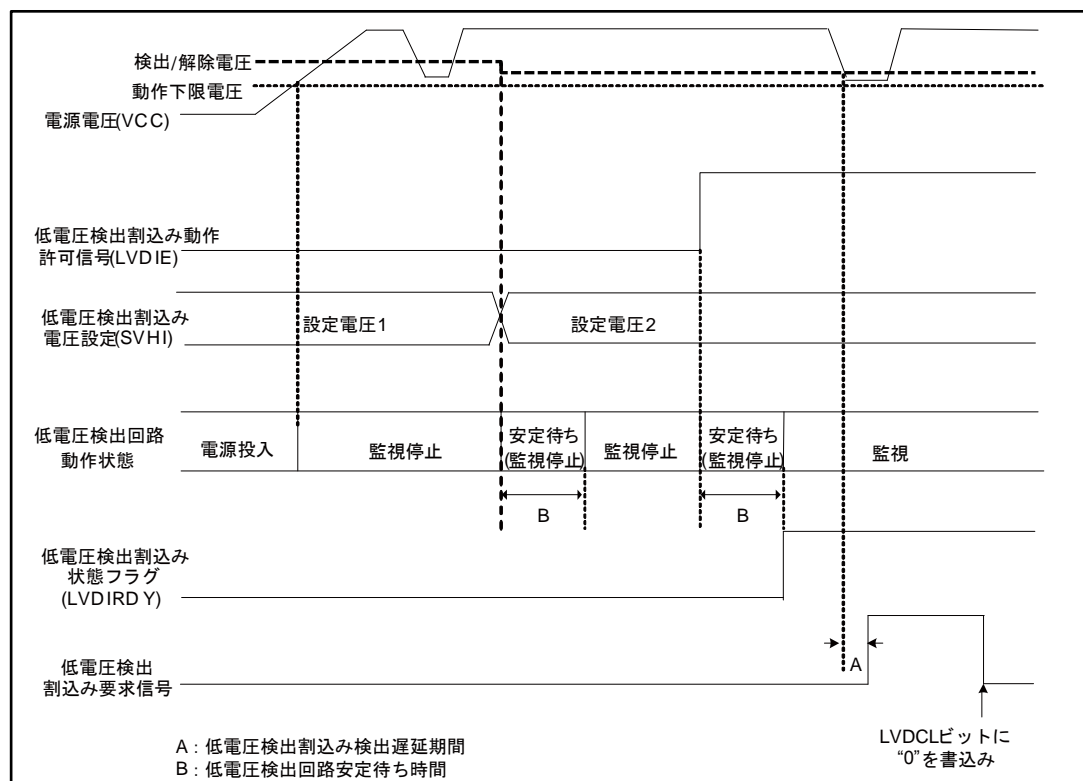 検出/解除電圧
動作下限電圧
電源電圧(VCC)
低電圧検出割込み動作
許可信号(LVDIE)
低電圧検出割込み
電圧設定(SVHI)
設定電圧1
設定電圧2
低電圧検出回路
動作状態
電源投入
監視停止
安定待ち
(監視停止)
監視停止
安定待ち
(監視停止)
監視
B
B
低電圧検出割込み
状態フラグ
(LVDIRD Y)
A
低電圧検出
割込み要求信号
LVDCLビットに
“0”を書込み
A : 低電圧検出割込み検出遅延期間
B : 低電圧検出回路安定待ち時間